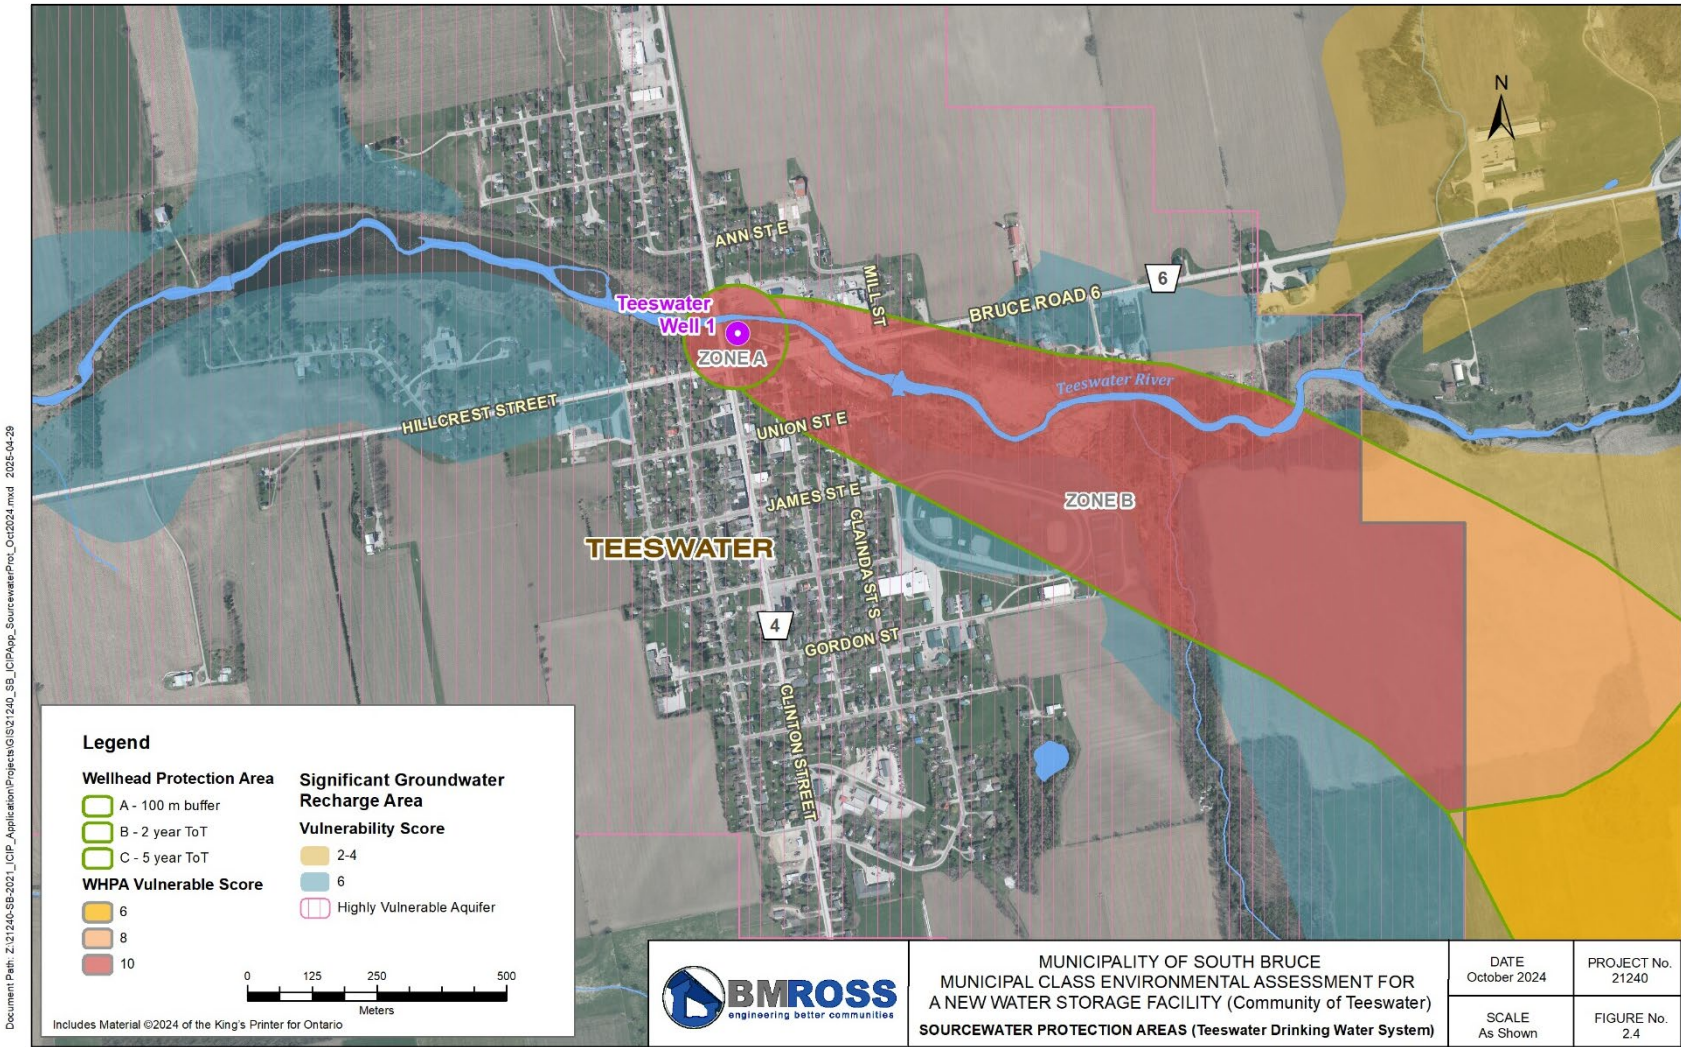 N
ANN ST E
MILL ST
6
BRUCE ROAD 6
Teeswater
Well 1
ZONE A
Teeswater River
HILLCREST STREET
UNION ST E
JAMES ST E
ZONE B
CLAINDA ST S
TEESWATER
4
GORDON ST
CLINTON STREET
Document Path: Z:\21240-SB-2021_ICIP_Application\Projects\GIS\21240_SB_ICIPApp_SourcewaterProt_Oct2024.mxd 2025-04-29
Legend
Wellhead Protection Area
A - 100 m buffer
B - 2 year ToT
C - 5 year ToT
WHPA Vulnerable Score
6
8
10
Significant Groundwater
Recharge Area
Vulnerability Score
2-4
6
Highly Vulnerable Aquifer
0 125 250 500
Meters
Includes Material ©2024 of the King's Printer for Ontario
BMROSS
engineering better communities
MUNICIPALITY OF SOUTH BRUCE
MUNICIPAL CLASS ENVIRONMENTAL ASSESSMENT FOR
A NEW WATER STORAGE FACILITY (Community of Teeswater)
SOURCEWATER PROTECTION AREAS (Teeswater Drinking Water System)
DATE
October 2024
PROJECT No.
21240
SCALE
As Shown
FIGURE No.
2.4